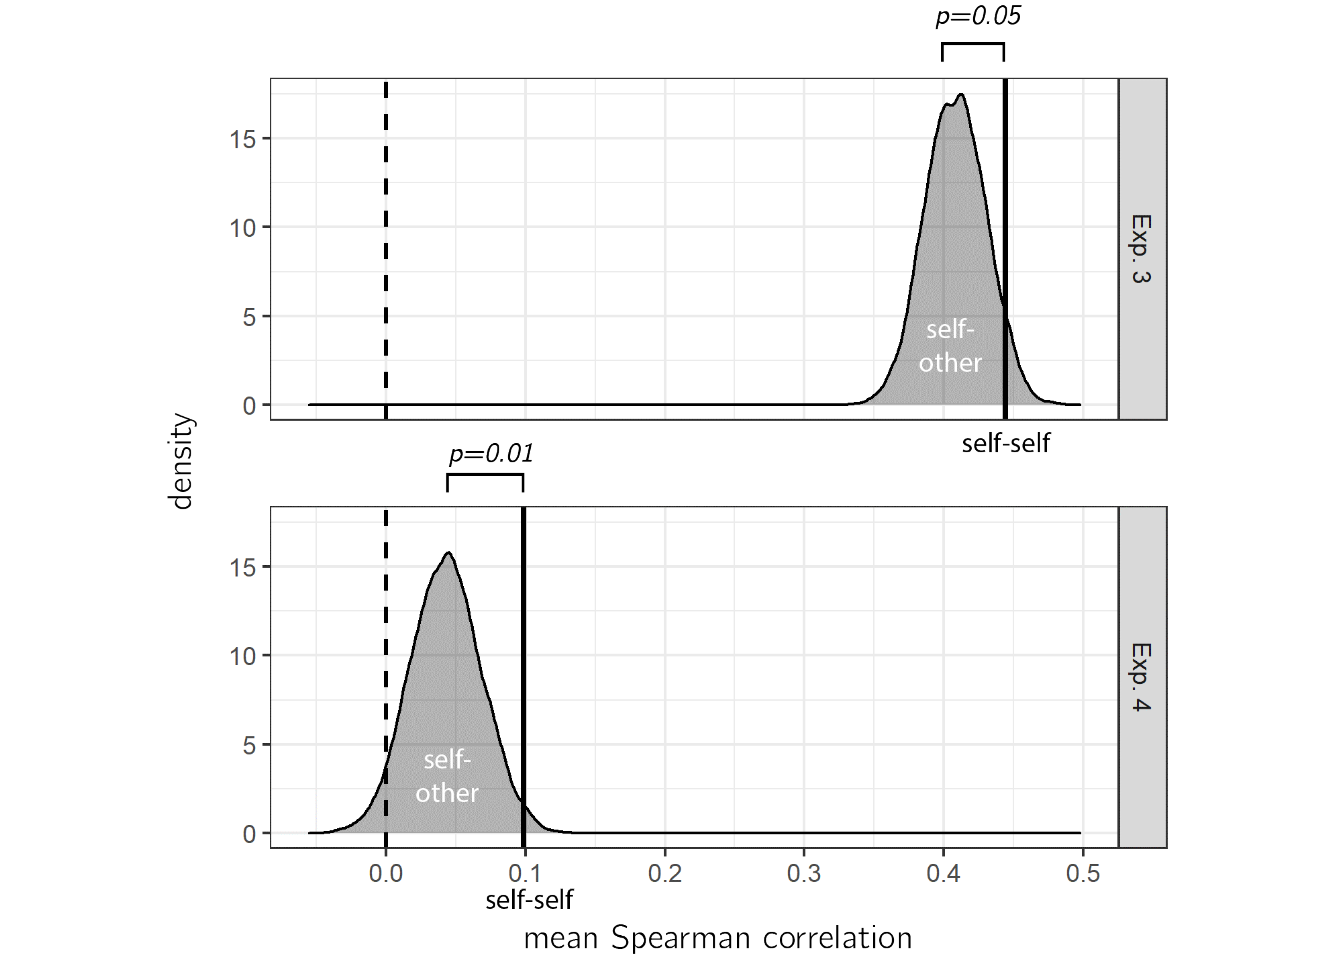 p=0.05
15
10
5
0
self-
other
Exp. 3
self-self
density
p=0.01
15
10
5
0
self-
other
Exp. 4
0.0 0.1 0.2 0.3 0.4 0.5
self-self
mean Spearman correlation